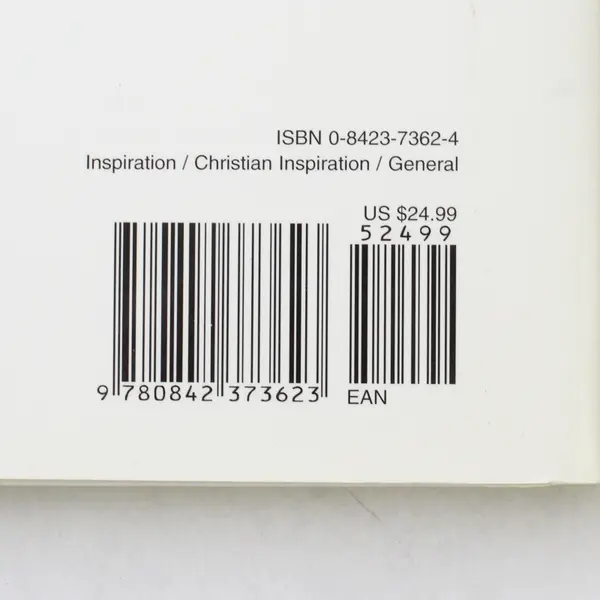 ISBN 0-8423-7362-4
Inspiration / Christian Inspiration / General
US $24.99
52499
9 780842 373623
EAN